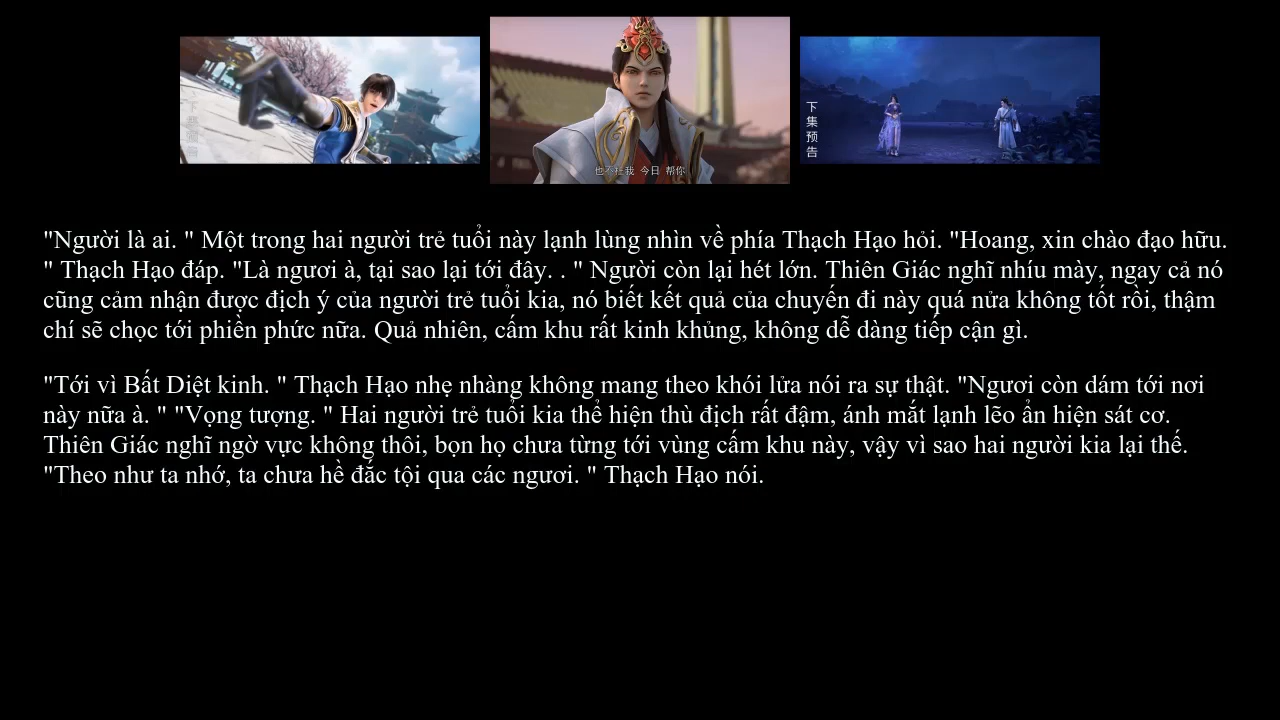 也不枉我 今日 帮你
下集预告
"Người là ai. " Một trong hai người trẻ tuổi này lạnh lùng nhìn về phía Thạch Hạo hỏi. "Hoang, xin chào đạo hữu.
" Thạch Hạo đáp. "Là ngươi à, tại sao lại tới đây. . " Người còn lại hét lớn. Thiên Giác nghĩ nhíu mày, ngay cả nó
cũng cảm nhận được địch ý của người trẻ tuổi kia, nó biết kết quả của chuyến đi này quá nửa không tốt rồi, thậm
chí sẽ chọc tới phiền phức nữa. Quả nhiên, cấm khu rất kinh khủng, không dễ dàng tiếp cận gì.
"Tới vì Bất Diệt kinh. " Thạch Hạo nhẹ nhàng không mang theo khói lửa nói ra sự thật. "Ngươi còn dám tới nơi
này nữa à. " "Vọng tượng. " Hai người trẻ tuổi kia thể hiện thù địch rất đậm, ánh mắt lạnh lẽo ẩn hiện sát cơ.
Thiên Giác nghĩ ngờ vực không thôi, bọn họ chưa từng tới vùng cấm khu này, vậy vì sao hai người kia lại thế.
"Theo như ta nhớ, ta chưa hề đắc tội qua các ngươi. " Thạch Hạo nói.